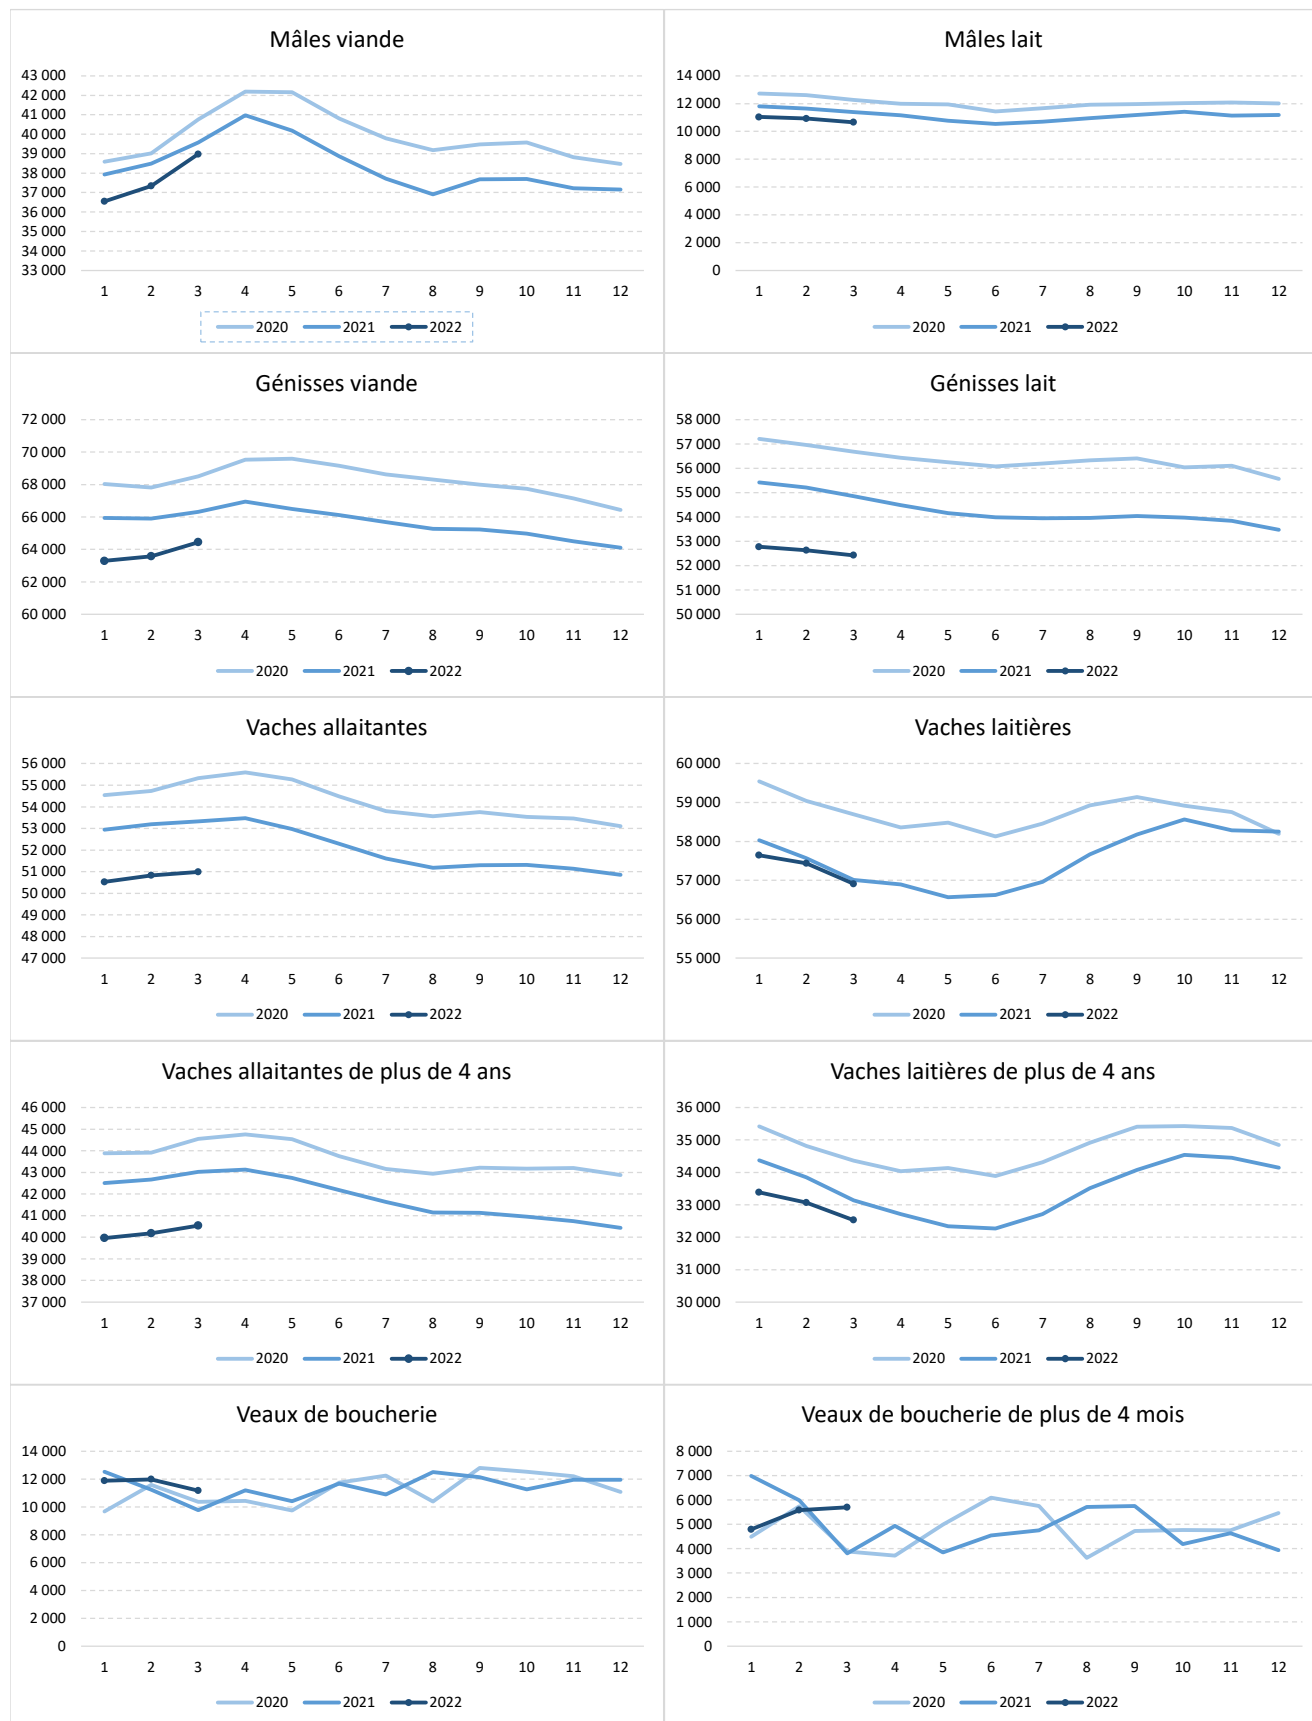 Mâles viande
43 000
42 000
41 000
40 000
39 000
38 000
37 000
36 000
35 000
34 000
33 000
1 2 3 4 5 6 7 8 9 10 11 12
2020 2021 2022
Mâles lait
14 000
12 000
10 000
8 000
6 000
4 000
2 000
0
1 2 3 4 5 6 7 8 9 10 11 12
2020 2021 2022
Génisses viande
72 000
70 000
68 000
66 000
64 000
62 000
60 000
1 2 3 4 5 6 7 8 9 10 11 12
2020 2021 2022
Génisses lait
58 000
57 000
56 000
55 000
54 000
53 000
52 000
51 000
50 000
1 2 3 4 5 6 7 8 9 10 11 12
2020 2021 2022
Vaches allaitantes
56 000
55 000
54 000
53 000
52 000
51 000
50 000
49 000
48 000
47 000
1 2 3 4 5 6 7 8 9 10 11 12
2020 2021 2022
Vaches laitières
60 000
59 000
58 000
57 000
56 000
55 000
1 2 3 4 5 6 7 8 9 10 11 12
2020 2021 2022
Vaches allaitantes de plus de 4 ans
46 000
45 000
44 000
43 000
42 000
41 000
40 000
39 000
38 000
37 000
1 2 3 4 5 6 7 8 9 10 11 12
2020 2021 2022
Vaches laitières de plus de 4 ans
36 000
35 000
34 000
33 000
32 000
31 000
30 000
1 2 3 4 5 6 7 8 9 10 11 12
2020 2021 2022
Veaux de boucherie
14 000
12 000
10 000
8 000
6 000
4 000
2 000
0
1 2 3 4 5 6 7 8 9 10 11 12
2020 2021 2022
Veaux de boucherie de plus de 4 mois
8 000
7 000
6 000
5 000
4 000
3 000
2 000
1 000
0
1 2 3 4 5 6 7 8 9 10 11 12
2020 2021 2022